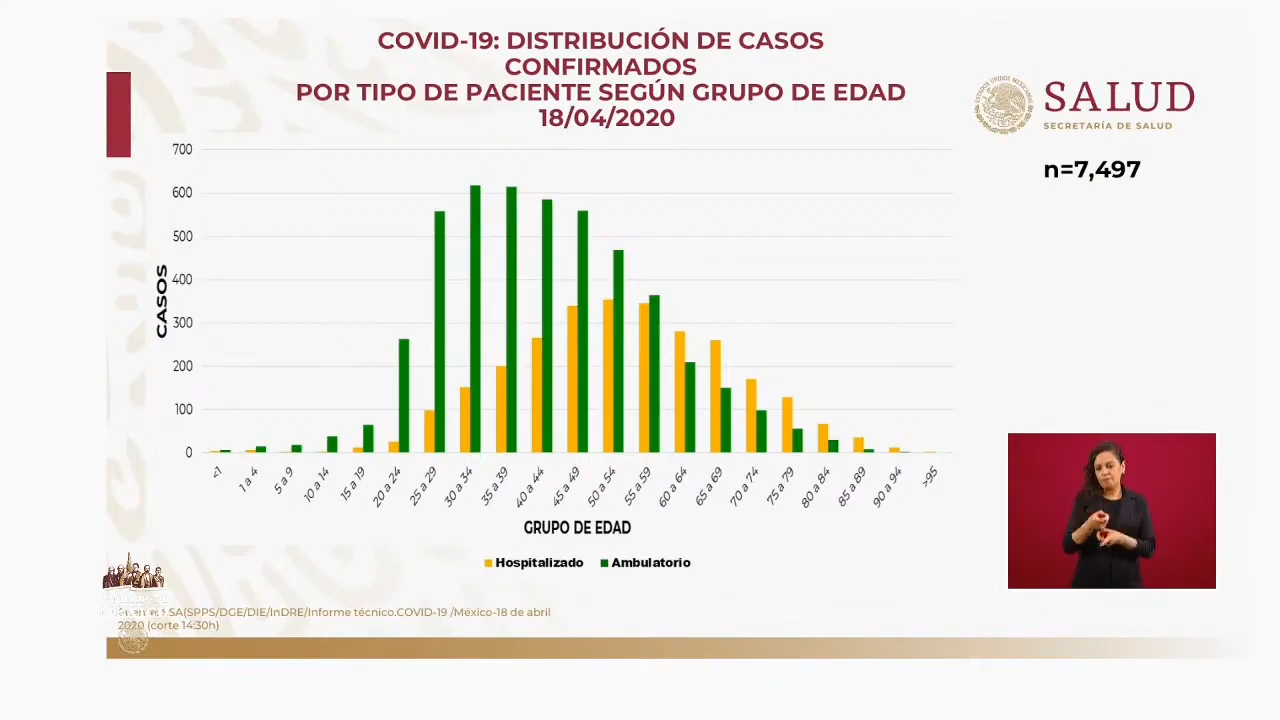 COVID-19: DISTRIBUCIÓN DE CASOS
CONFIRMADOS
POR TIPO DE PACIENTE SEGÚN GRUPO DE EDAD
18/04/2020
SALUD
SECRETARÍA DE SALUD
n=7,497
CASOS
700
600
500
400
300
200
100
0
<1
1 a 4
5 a 9
10 a 14
15 a 19
20 a 24
25 a 29
30 a 34
35 a 39
40 a 44
45 a 49
50 a 54
55 a 59
60 a 64
65 a 69
70 a 74
75 a 79
80 a 84
85 a 89
90 a 94
>95
GRUPO DE EDAD
Hospitalizado
Ambulatorio
SSA(SPPS/DGE/DIE/InDRE/Informe técnico.COVID-19 /México-18 de abril
2020 (corte 14:30h)